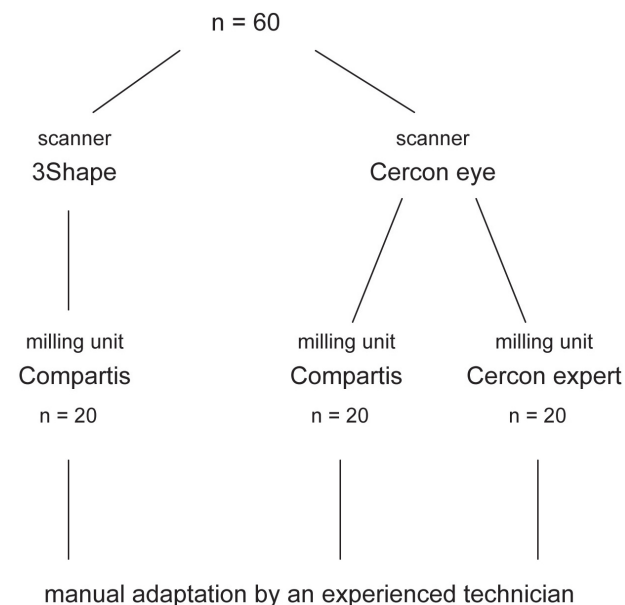 n = 60
scanner
3Shape
scanner
Cercon eye
milling unit
Compartis
n = 20
milling unit
Compartis
n = 20
milling unit
Cercon expert
n = 20
manual adaptation by an experienced technician